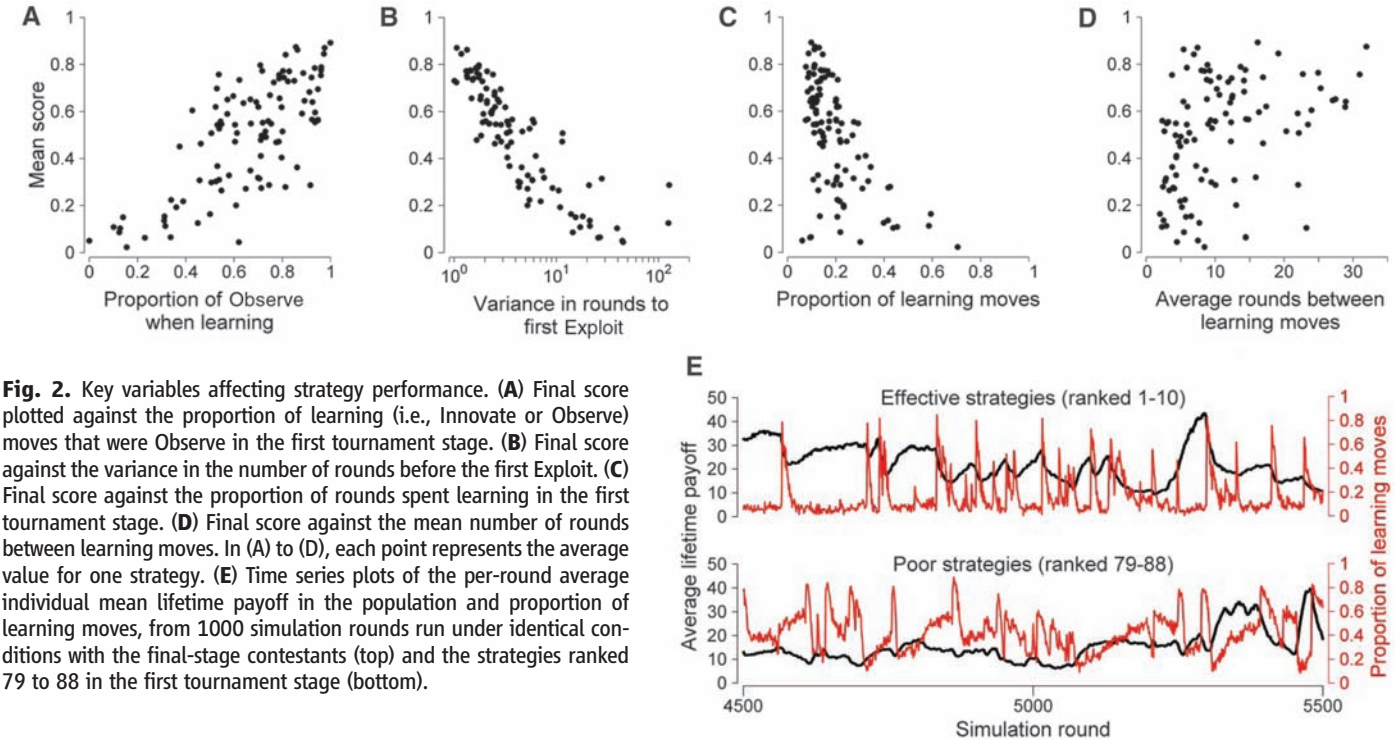 A
B
C
D
1
0.8
0.6
0.4
0.2
0
Mean score
0 0.2 0.4 0.6 0.8 1
Proportion of Observe
when learning
1
0.8
0.6
0.4
0.2
0
10⁰ 10¹ 10²
Variance in rounds to
first Exploit
1
0.8
0.6
0.4
0.2
0
0 0.2 0.4 0.6 0.8 1
Proportion of learning moves
1
0.8
0.6
0.4
0.2
0
0 10 20 30
Average rounds between
learning moves
Fig. 2. Key variables affecting strategy performance. (A) Final score
plotted against the proportion of learning (i.e., Innovate or Observe)
moves that were Observe in the first tournament stage. (B) Final score
against the variance in the number of rounds before the first Exploit. (C)
Final score against the proportion of rounds spent learning in the first
tournament stage. (D) Final score against the mean number of rounds
between learning moves. In (A) to (D), each point represents the average
value for one strategy. (E) Time series plots of the per-round average
individual mean lifetime payoff in the population and proportion of
learning moves, from 1000 simulation rounds run under identical con-
ditions with the final-stage contestants (top) and the strategies ranked
79 to 88 in the first tournament stage (bottom).
E
Effective strategies (ranked 1-10)
50
40
30
20
10
0
1
0.8
0.6
0.4
0.2
0
Average lifetime payoff
Proportion of learning moves
Poor strategies (ranked 79-88)
50
40
30
20
10
0
1
0.8
0.6
0.4
0.2
0
4500 5000 5500
Simulation round